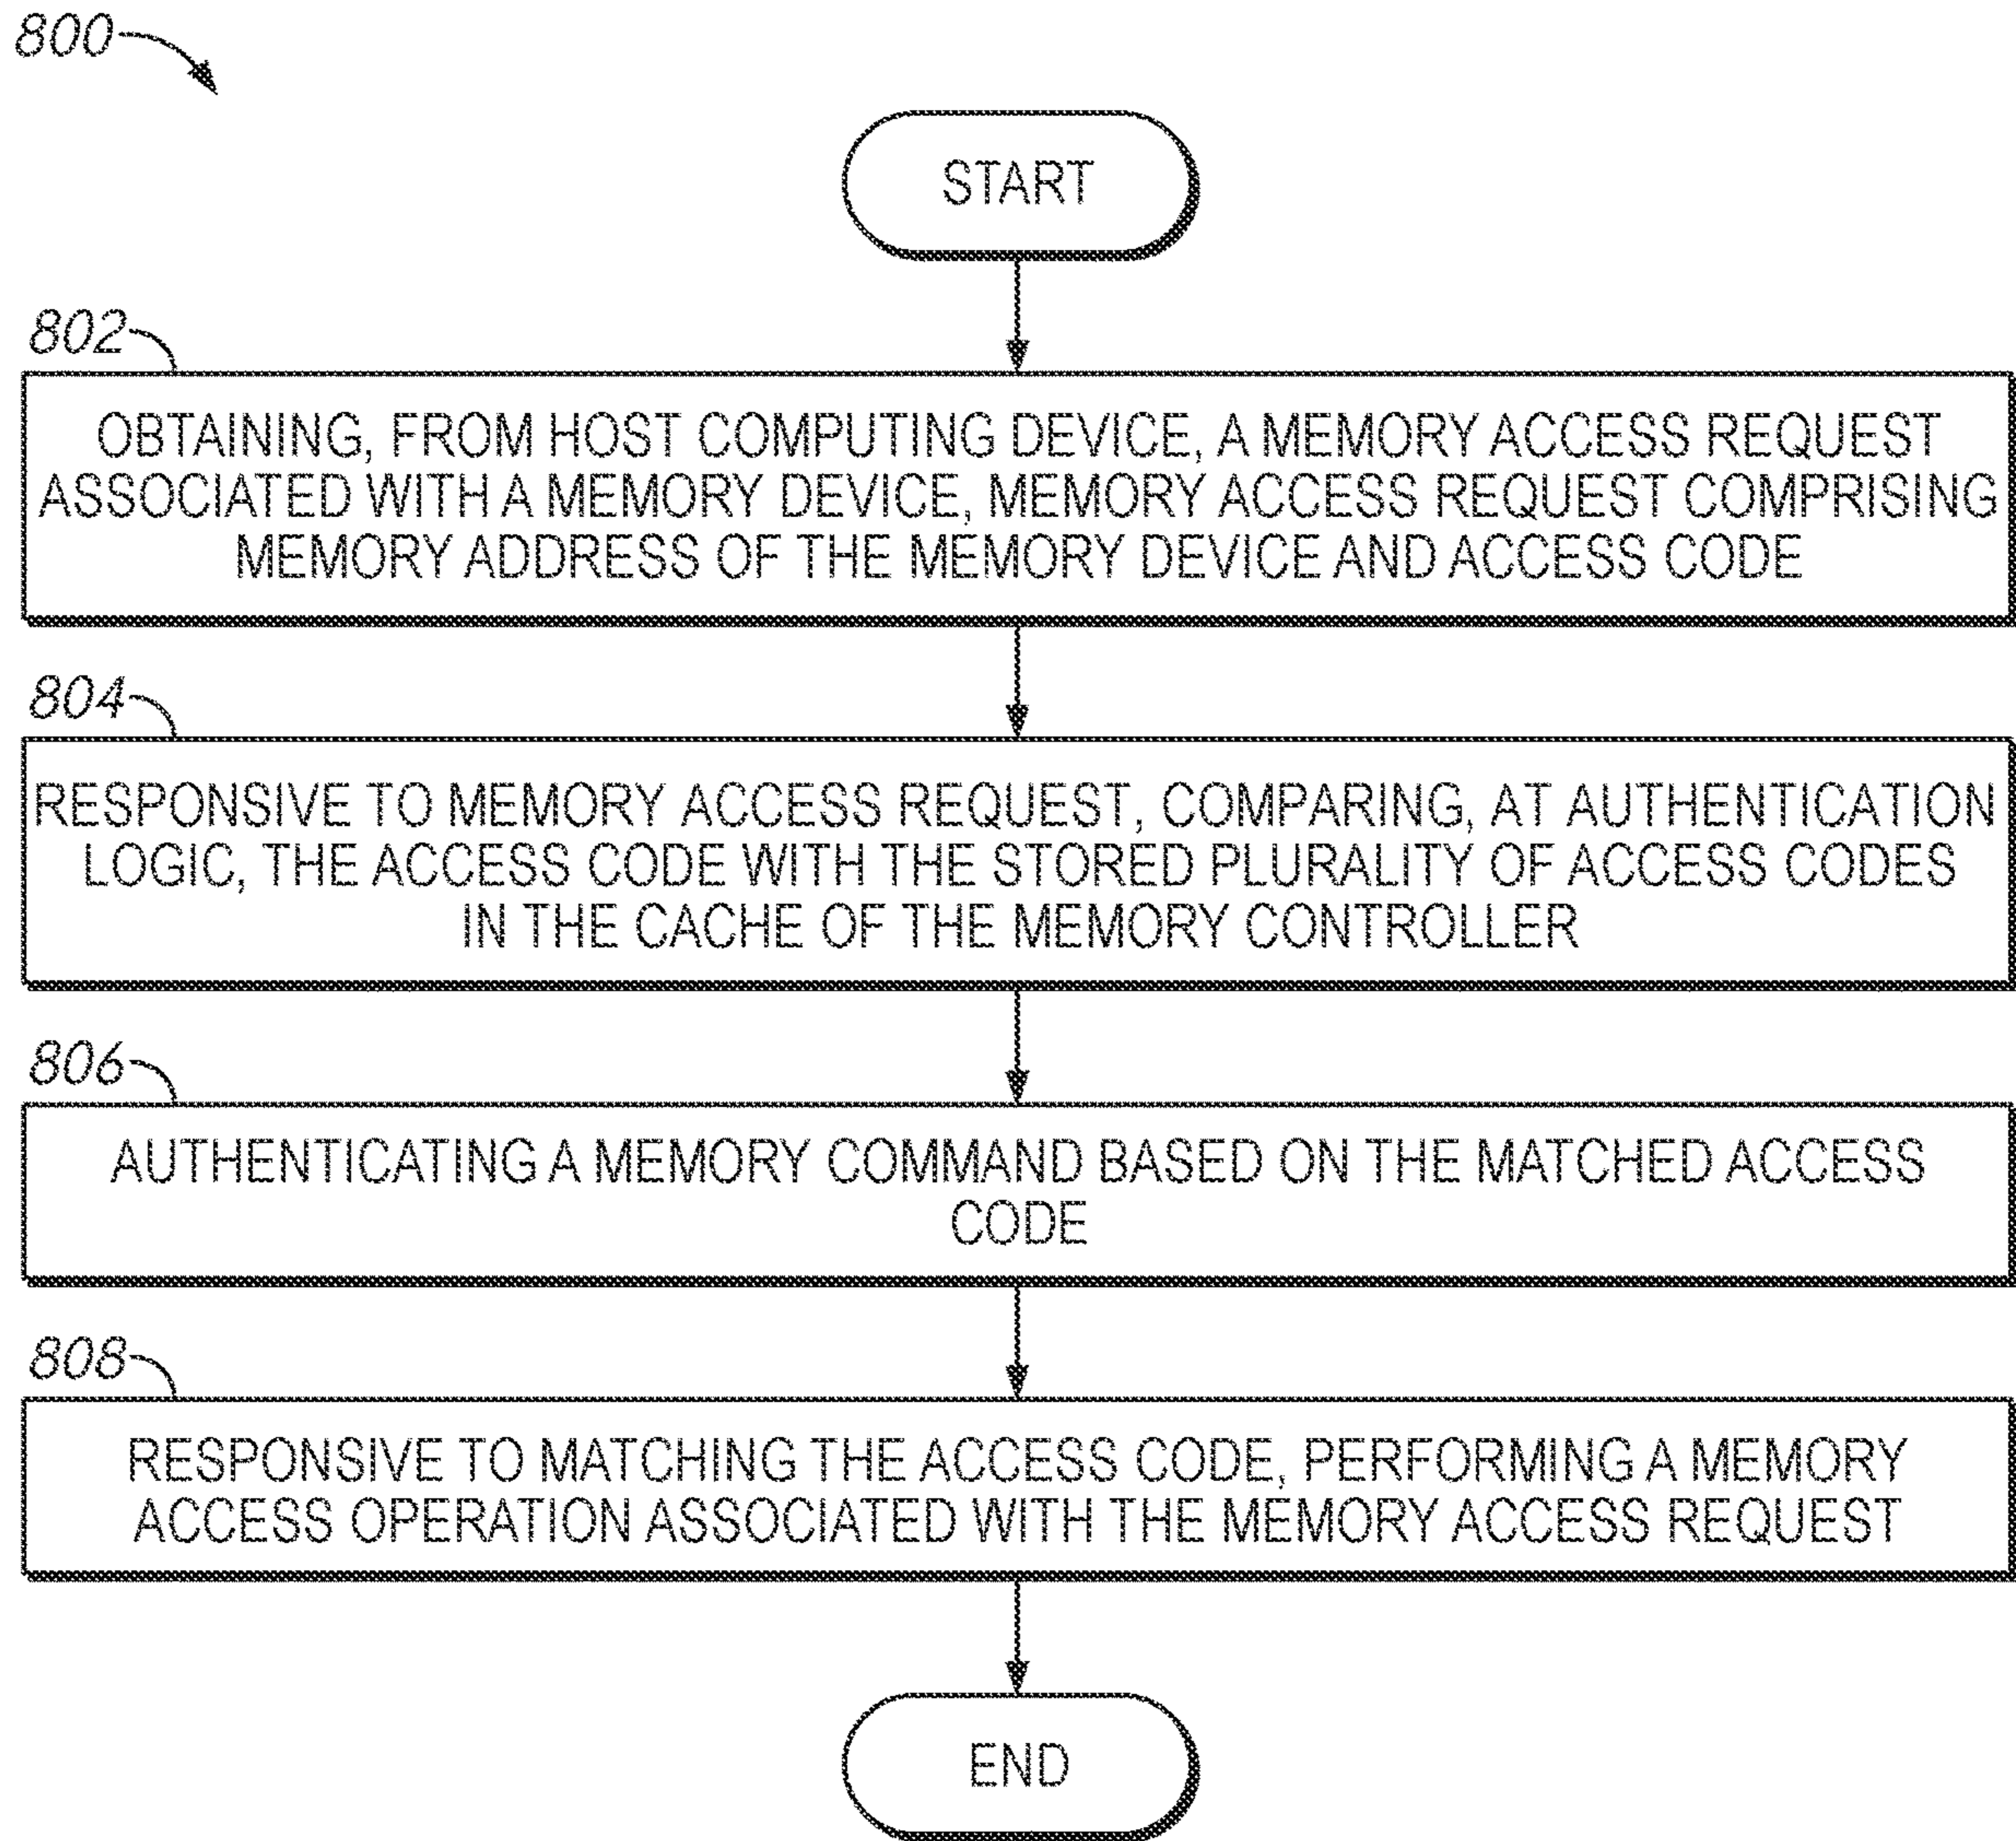 800
START
802
OBTAINING, FROM HOST COMPUTING DEVICE, A MEMORY ACCESS REQUEST
ASSOCIATED WITH A MEMORY DEVICE, MEMORY ACCESS REQUEST COMPRISING
MEMORY ADDRESS OF THE MEMORY DEVICE AND ACCESS CODE
804
RESPONSIVE TO MEMORY ACCESS REQUEST, COMPARING, AT AUTHENTICATION
LOGIC, THE ACCESS CODE WITH THE STORED PLURALITY OF ACCESS CODES
IN THE CACHE OF THE MEMORY CONTROLLER
806
AUTHENTICATING A MEMORY COMMAND BASED ON THE MATCHED ACCESS
CODE
808
RESPONSIVE TO MATCHING THE ACCESS CODE, PERFORMING A MEMORY
ACCESS OPERATION ASSOCIATED WITH THE MEMORY ACCESS REQUEST
END